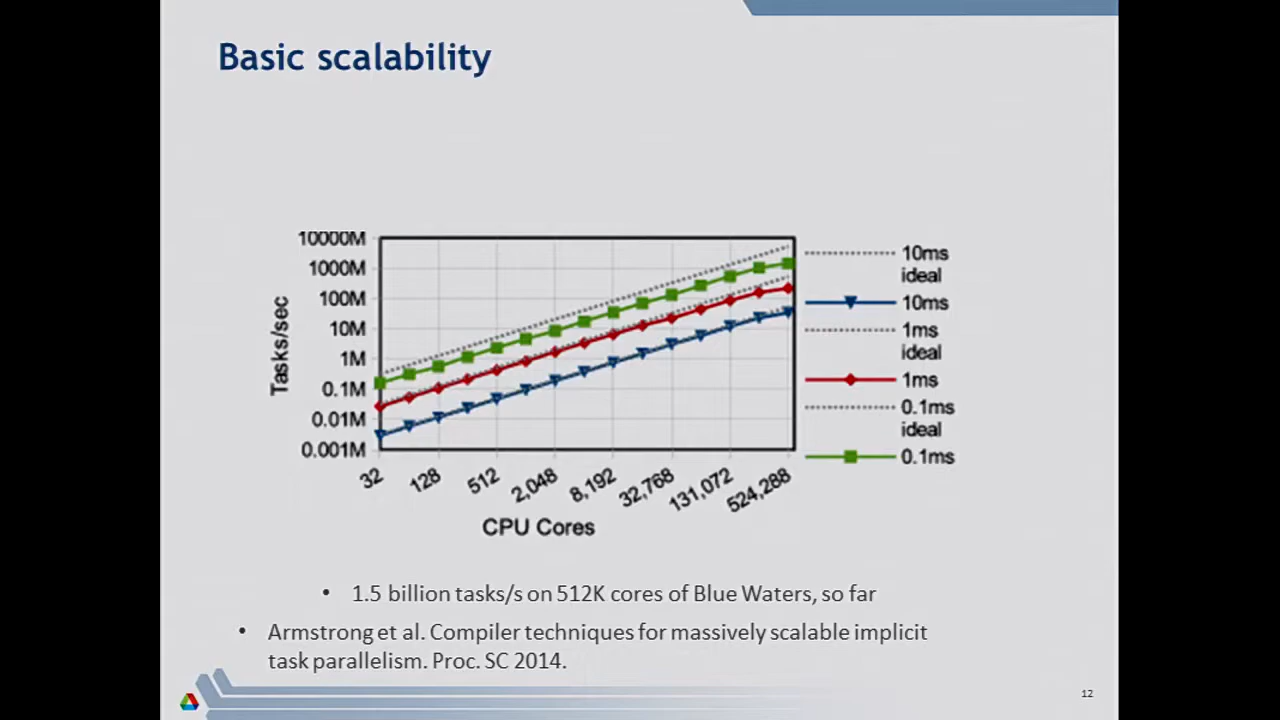 Basic scalability
10000M
1000M
100M
10M
1M
0.1M
0.01M
0.001M
Tasks/sec
32
128
512
2,048
8,192
32,768
131,072
524,288
CPU Cores
10ms
ideal
10ms
1ms
ideal
1ms
0.1ms
ideal
0.1ms
• 1.5 billion tasks/s on 512K cores of Blue Waters, so far
• Armstrong et al. Compiler techniques for massively scalable implicit
task parallelism. Proc. SC 2014.
12